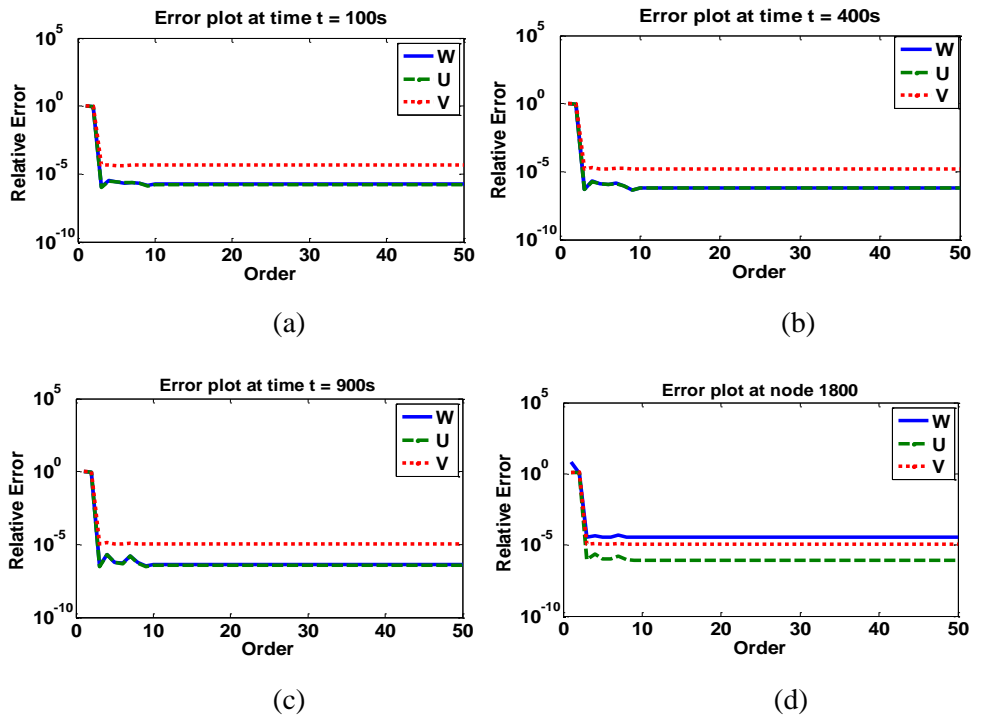 Error plot at time t = 100s
10^5
10^0
10^-5
10^-10
Relative Error
0 10 20 30 40 50
Order
W
U
V
(a)
Error plot at time t = 400s
10^5
10^0
10^-5
10^-10
Relative Error
0 10 20 30 40 50
Order
W
U
V
(b)
Error plot at time t = 900s
10^5
10^0
10^-5
10^-10
Relative Error
0 10 20 30 40 50
Order
W
U
V
(c)
Error plot at node 1800
10^5
10^0
10^-5
10^-10
Relative Error
0 10 20 30 40 50
Order
W
U
V
(d)